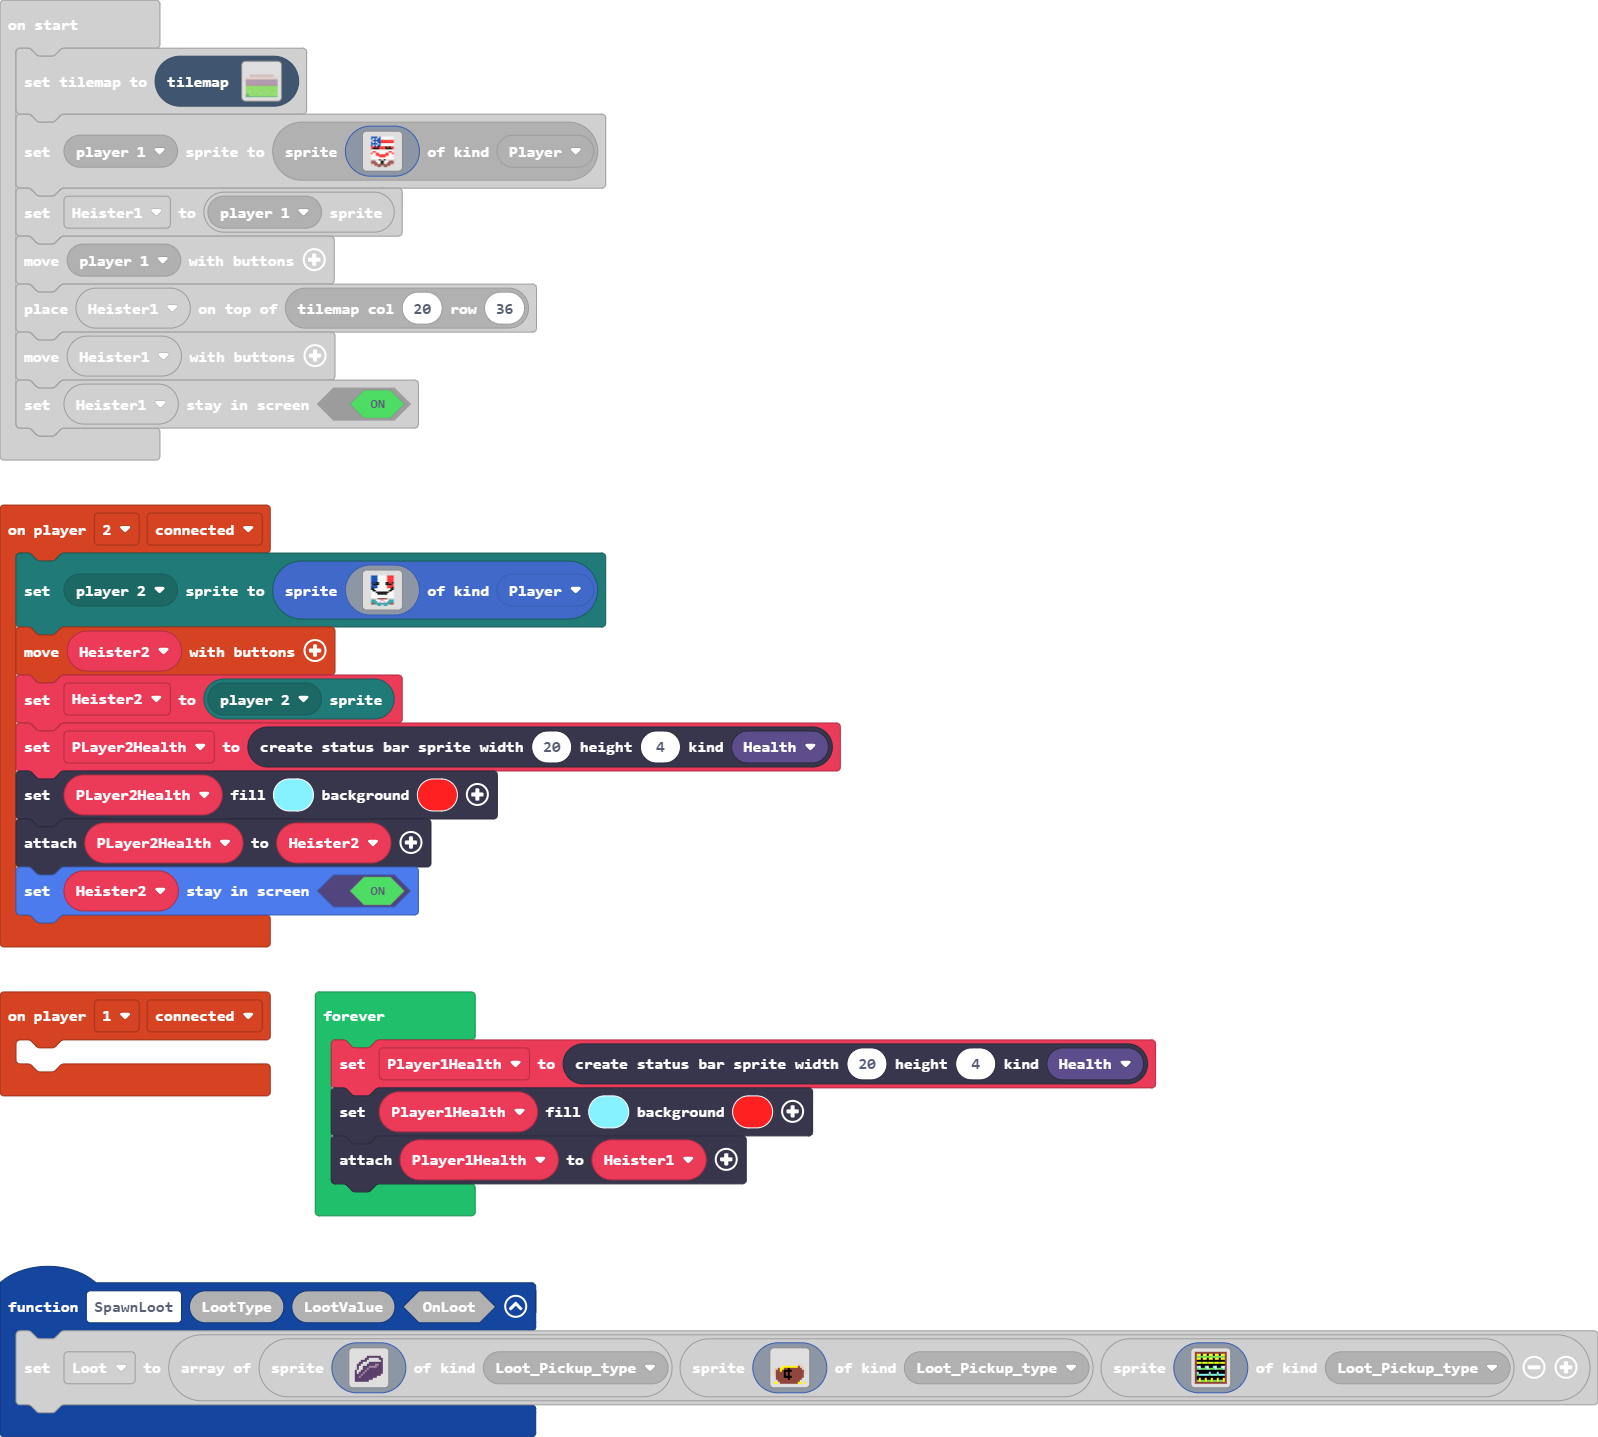 on start
set tilemap to tilemap
set player 1 sprite to sprite of kind Player
set Heister1 to player 1 sprite
move player 1 with buttons
place Heister1 on top of tilemap col 20 row 36
move Heister1 with buttons
set Heister1 stay in screen ON
on player 2 connected
set player 2 sprite to sprite of kind Player
move Heister2 with buttons
set Heister2 to player 2 sprite
set PLayer2Health to create status bar sprite width 20 height 4 kind Health
set PLayer2Health fill background
attach PLayer2Health to Heister2
set Heister2 stay in screen ON
on player 1 connected
forever
set Player1Health to create status bar sprite width 20 height 4 kind Health
set Player1Health fill background
attach Player1Health to Heister1
function SpawnLoot LootType LootValue OnLoot
set Loot to array of sprite of kind Loot_Pickup_type sprite of kind Loot_Pickup_type sprite of kind Loot_Pickup_type